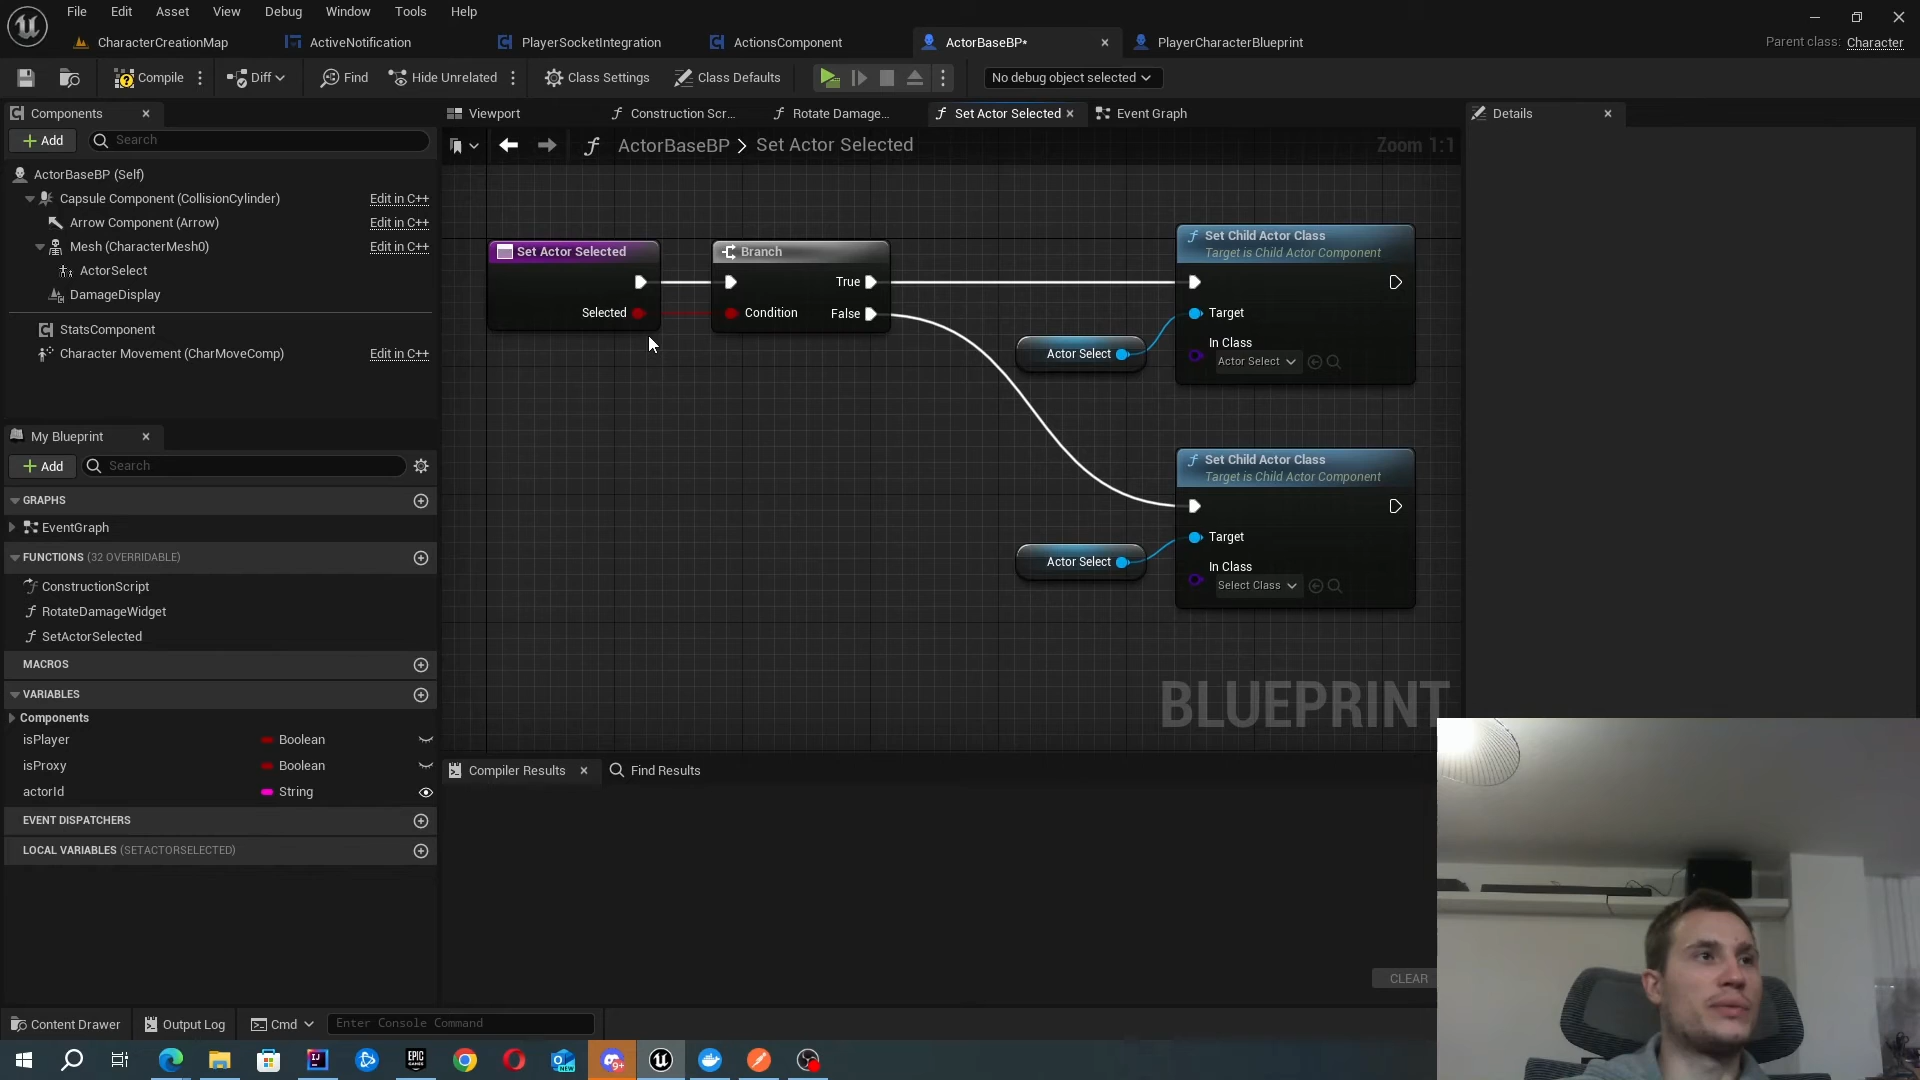 File Edit Asset View Debug Window Tools Help
CharacterCreationMap ActiveNotification PlayerSocketIntegration ActionsComponent ActorBaseBP* PlayerCharacterBlueprint Parent class: Character
Compile Diff Find Hide Unrelated Class Settings Class Defaults No debug object selected
Components
Add Search
ActorBaseBP (Self)
Capsule Component (CollisionCylinder) Edit in C++
Arrow Component (Arrow) Edit in C++
Mesh (CharacterMesh0) Edit in C++
ActorSelect
DamageDisplay
StatsComponent
Character Movement (CharMoveComp) Edit in C++
My Blueprint
Add Search
GRAPHS
EventGraph
FUNCTIONS (32 OVERRIDABLE)
ConstructionScript
RotateDamageWidget
SetActorSelected
MACROS
VARIABLES
Components
isPlayer Boolean
isProxy Boolean
actorId String
EVENT DISPATCHERS
LOCAL VARIABLES (SETACTORSELECTED)
Viewport Construction Scr... Rotate Damage... Set Actor Selected Event Graph
ActorBaseBP > Set Actor Selected Zoom 1:1
Set Actor Selected
Selected
Branch
True
Condition False
Set Child Actor Class
Target is Child Actor Component
Target
In Class
Actor Select
Actor Select
Set Child Actor Class
Target is Child Actor Component
Target
In Class
Select Class
Actor Select
BLUEPRINT
Compiler Results Find Results
CLEAR
Details
Content Drawer Output Log Cmd Enter Console Command
EPIC GAMES
NEW
9+